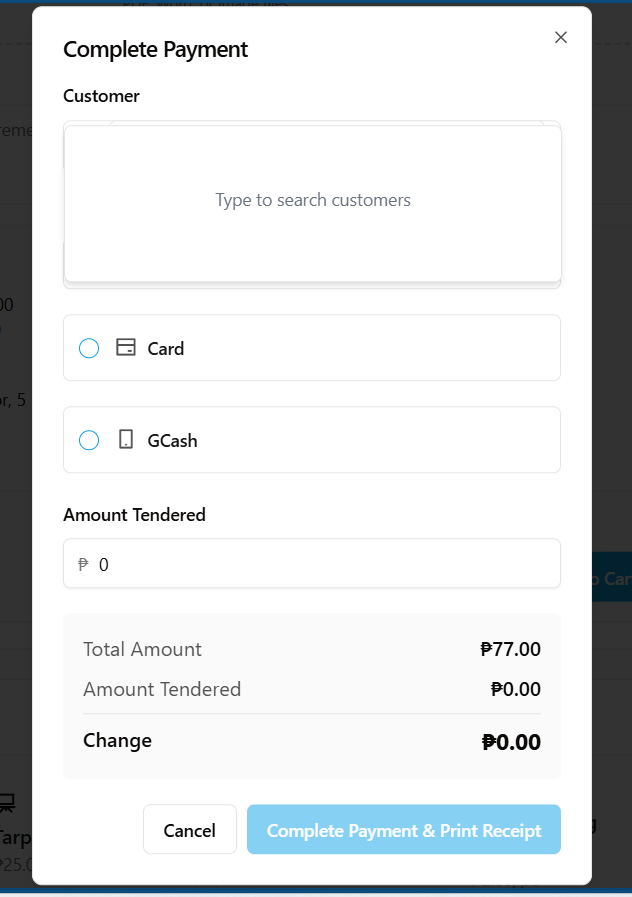 Complete Payment
Customer
Type to search customers
Card
GCash
Amount Tendered
₱ 0
Total Amount ₱77.00
Amount Tendered ₱0.00
Change ₱0.00
Cancel Complete Payment & Print Receipt